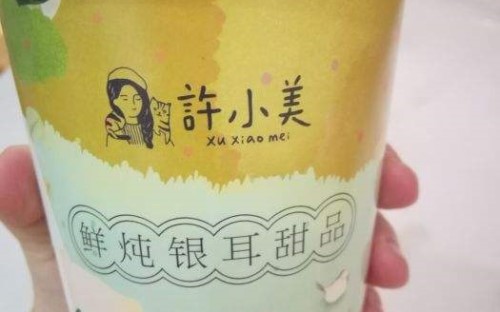 許小美
xu xiao mei
鲜炖银耳甜品